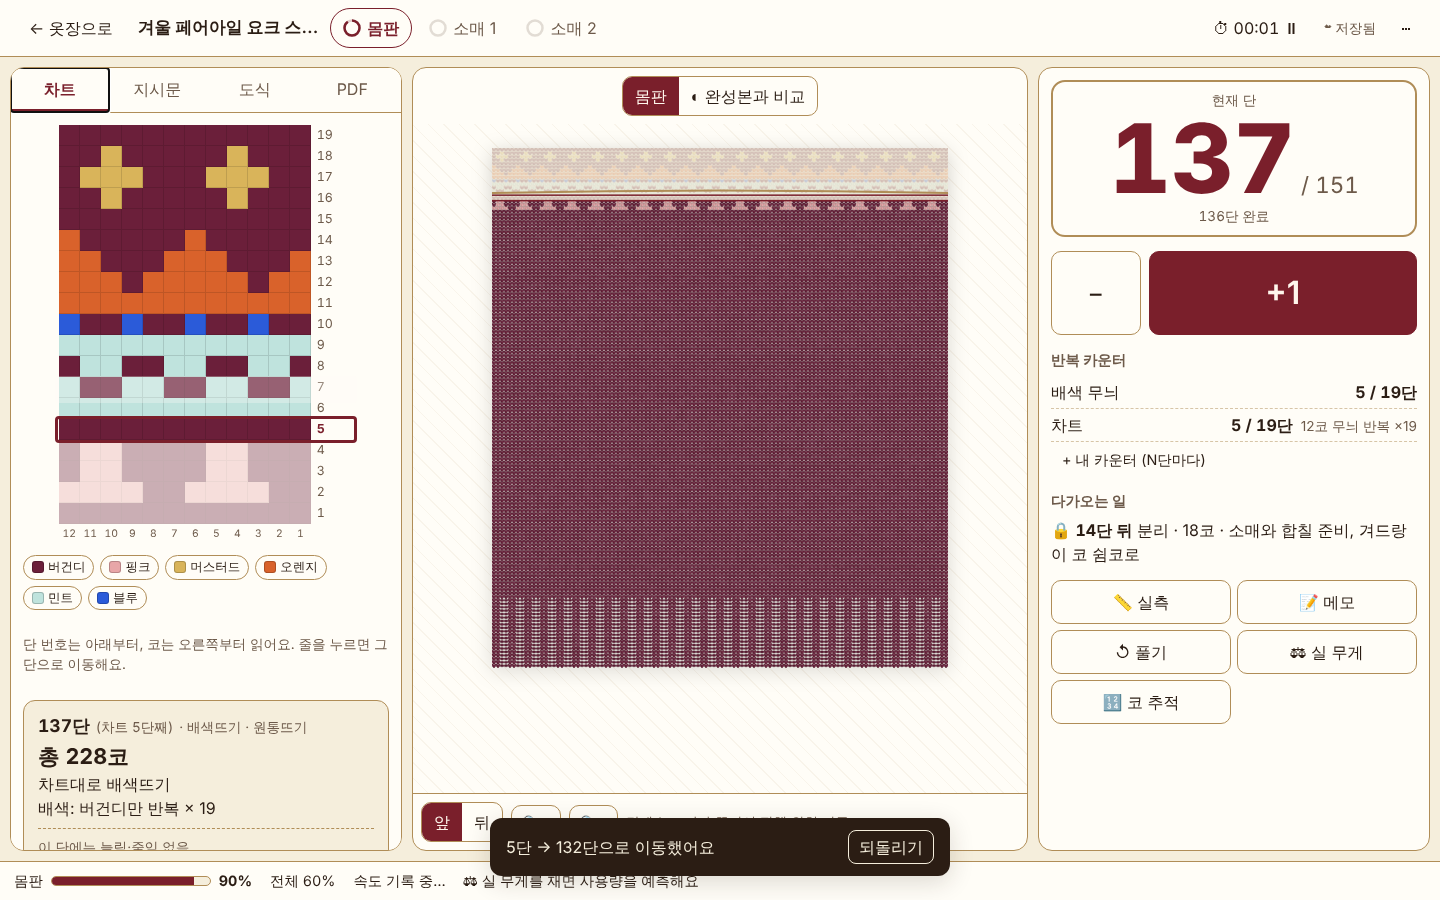 ← 옷장으로
겨울 페어아일 요크 스…
몸판
소매 1
소매 2
00:01
저장됨
차트
지시문
도식
PDF
19
18
17
16
15
14
13
12
11
10
9
8
7
6
5
4
3
2
1
12 11 10 9 8 7 6 5 4 3 2 1
버건디
핑크
머스터드
오렌지
민트
블루
단 번호는 아래부터, 코는 오른쪽부터 읽어요. 줄을 누르면 그
단으로 이동해요.
137단 (차트 5단째) · 배색뜨기 · 원통뜨기
총 228코
차트대로 배색뜨기
배색: 버건디만 반복 × 19
이 단에는 늘림·줄임 없음
몸판
완성본과 비교
앞
뒤
5단 → 132단으로 이동했어요
되돌리기
현재 단
137 / 151
136단 완료
−
+1
반복 카운터
배색 무늬 5 / 19단
차트 5 / 19단 12코 무늬 반복 ×19
+ 내 카운터 (N단마다)
다가오는 일
14단 뒤 분리 · 18코 · 소매와 합칠 준비, 겨드랑
이 코 쉼코로
실측
메모
풀기
실 무게
코 추적
몸판 90% 전체 60% 속도 기록 중… 실 무게를 재면 사용량을 예측해요